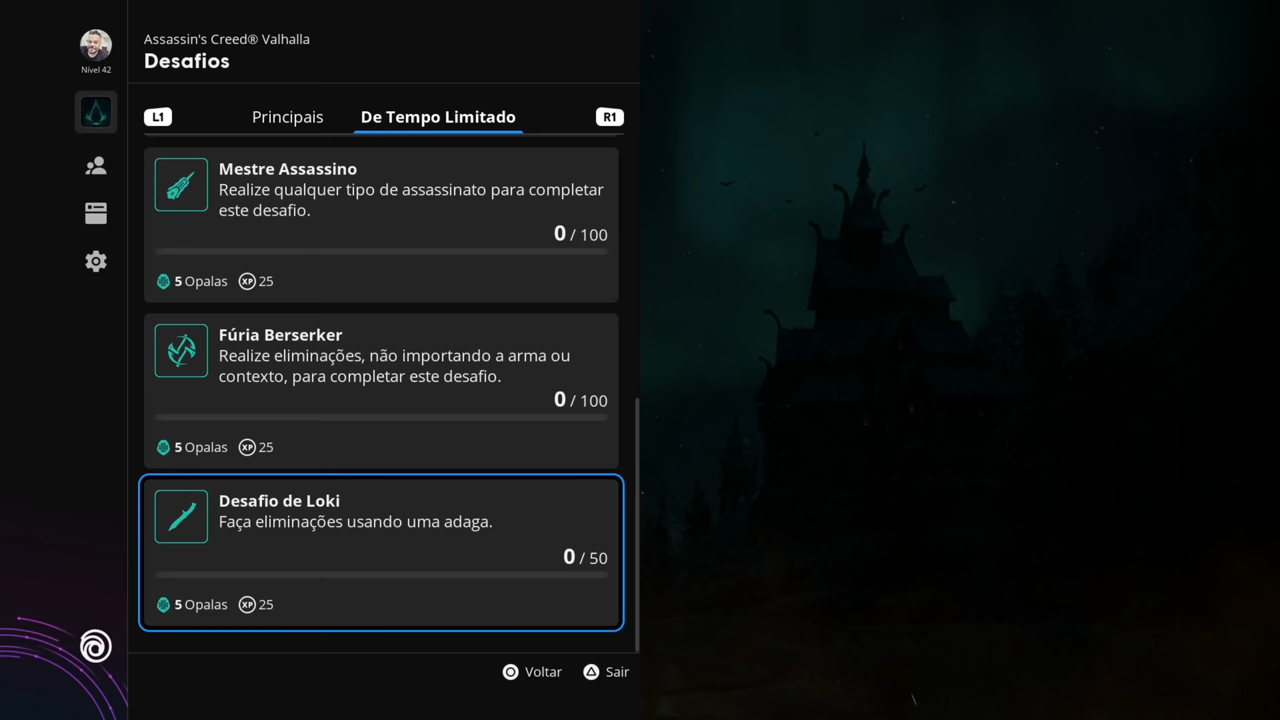 Assassin's Creed® Valhalla
Desafios
Nível 42
L1 Principais De Tempo Limitado R1
Mestre Assassino
Realize qualquer tipo de assassinato para completar
este desafio.
0 / 100
5 Opalas XP 25
Fúria Berserker
Realize eliminações, não importando a arma ou
contexto, para completar este desafio.
0 / 100
5 Opalas XP 25
Desafio de Loki
Faça eliminações usando uma adaga.
0 / 50
5 Opalas XP 25
Voltar Sair